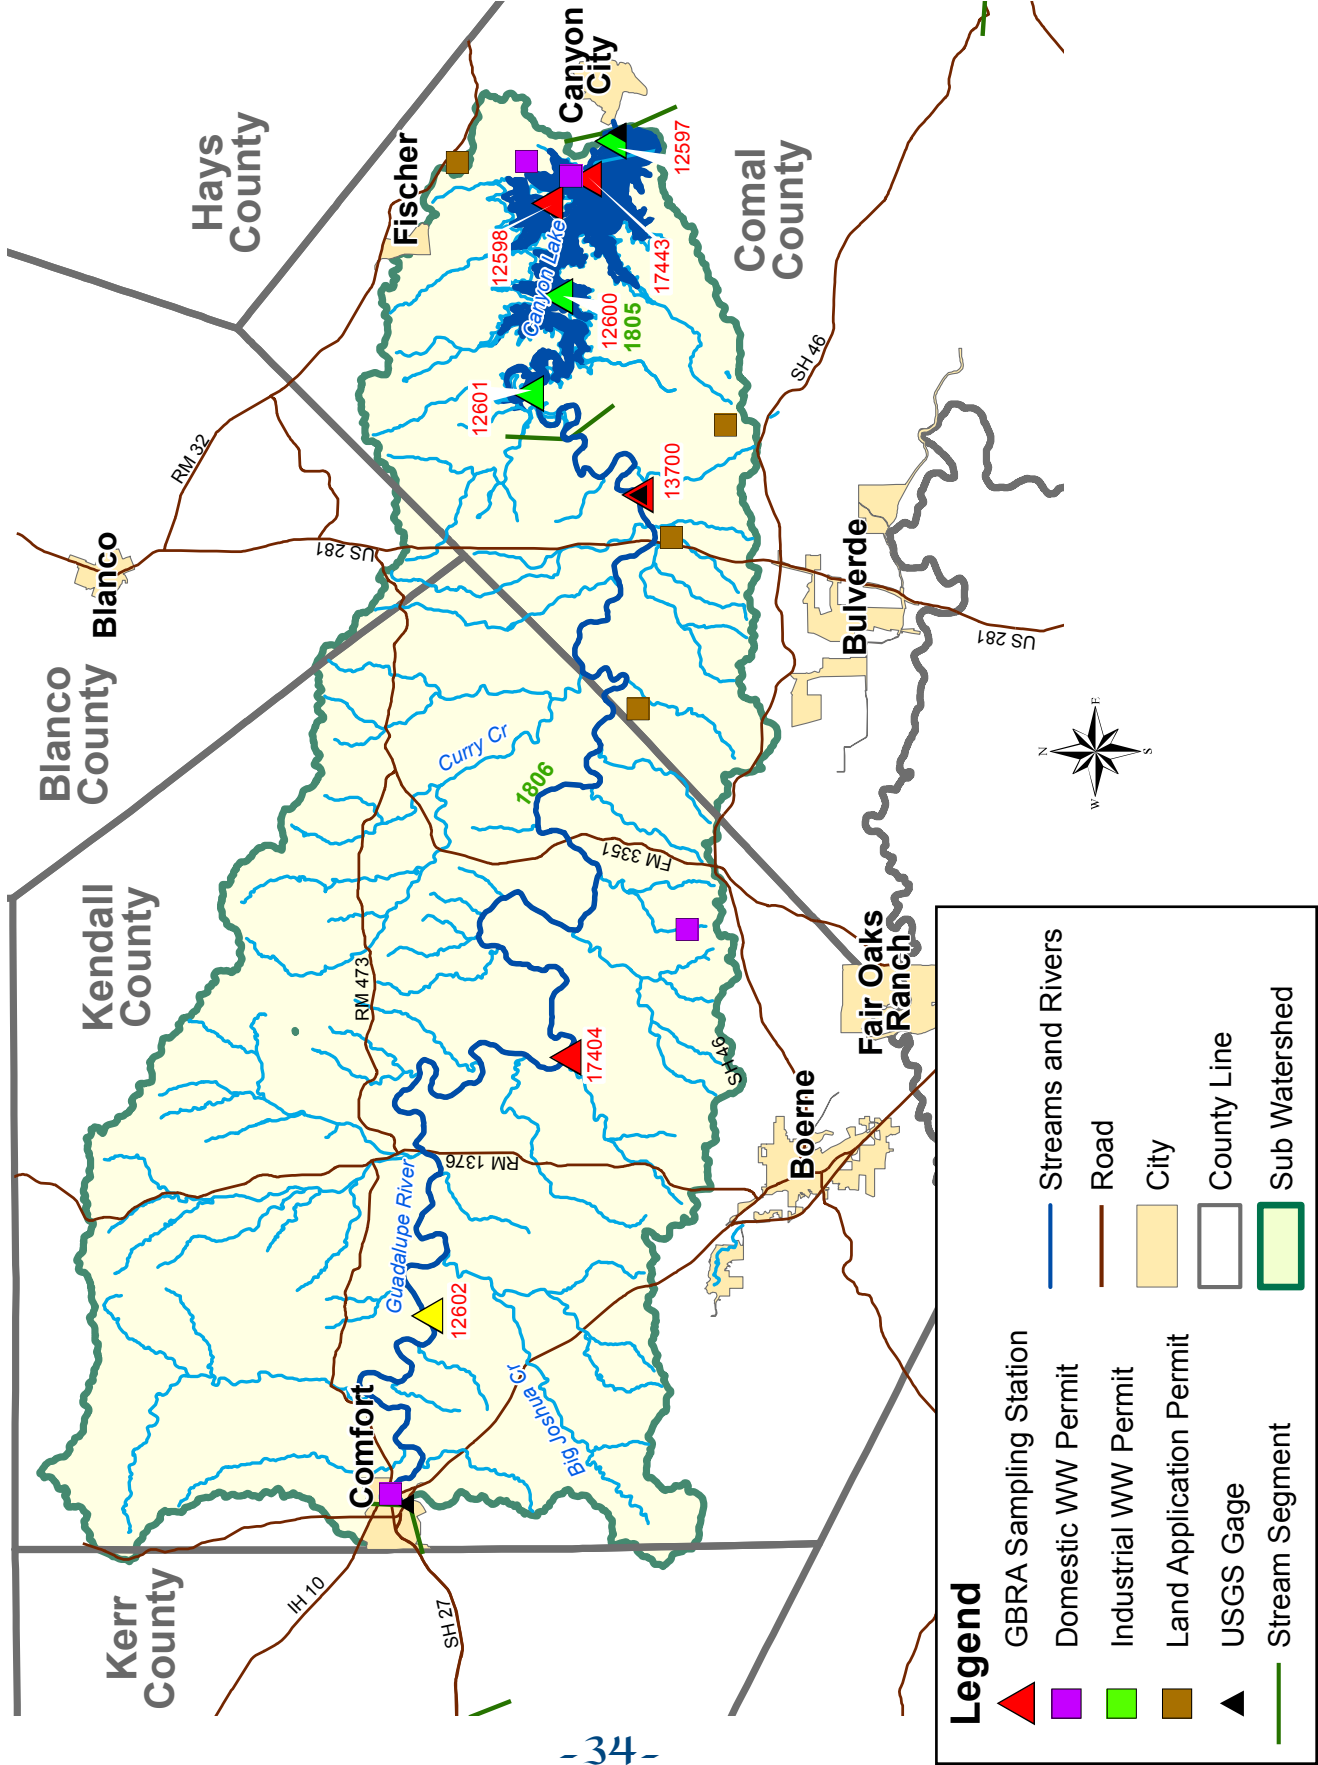 Hays
County
Blanco
County
Kendall
County
Kerr
County
Comal
County
Canyon
City
Fischer
Blanco
Bulverde
Fair Oaks
Ranch
Boerne
Comfort
RM 32
US 281
SH 46
US 281
FM 3351
RM 473
SH 46
RM 1376
IH 10
SH 27
Canyon Lake
Curry Cr
Guadalupe River
Big Joshua Cr
12597
12598
17443
12600
1805
12601
13700
1806
17404
12602
N
E
S
W
Legend
GBRA Sampling Station
Domestic WW Permit
Industrial WW Permit
Land Application Permit
USGS Gage
Stream Segment
Streams and Rivers
Road
City
County Line
Sub Watershed
-34-